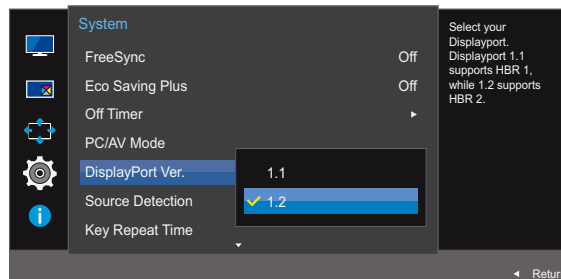 System
FreeSync Off
Eco Saving Plus Off
Off Timer
PC/AV Mode
DisplayPort Ver.
1.1
Source Detection
1.2
Key Repeat Time
Select your
Displayport.
Displayport 1.1
supports HBR 1,
while 1.2 supports
HBR 2.
Return